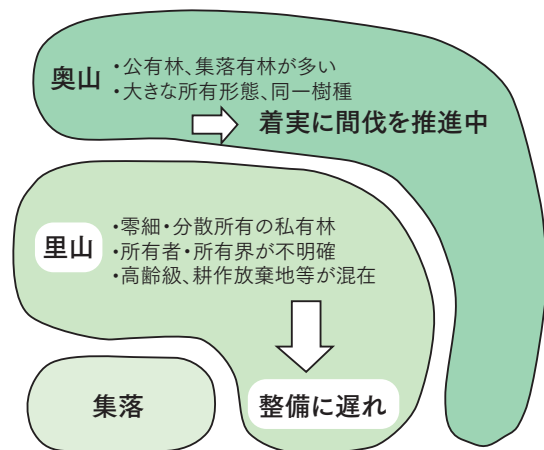 奥山
・公有林、集落有林が多い
・大きな所有形態、同一樹種
着実に間伐を推進中
里山
・零細・分散所有の私有林
・所有者・所有界が不明確
・高齢級、耕作放棄地等が混在
集落
整備に遅れ